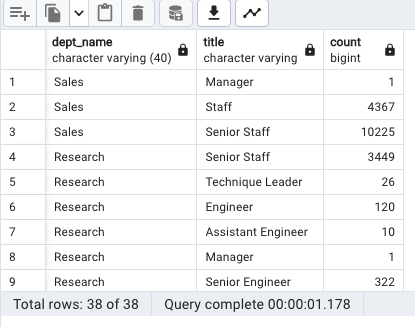 dept_name title count
character varying (40) character varying bigint
1 Sales Manager 1
2 Sales Staff 4367
3 Sales Senior Staff 10225
4 Research Senior Staff 3449
5 Research Technique Leader 26
6 Research Engineer 120
7 Research Assistant Engineer 10
8 Research Manager 1
9 Research Senior Engineer 322
Total rows: 38 of 38 Query complete 00:00:01.178